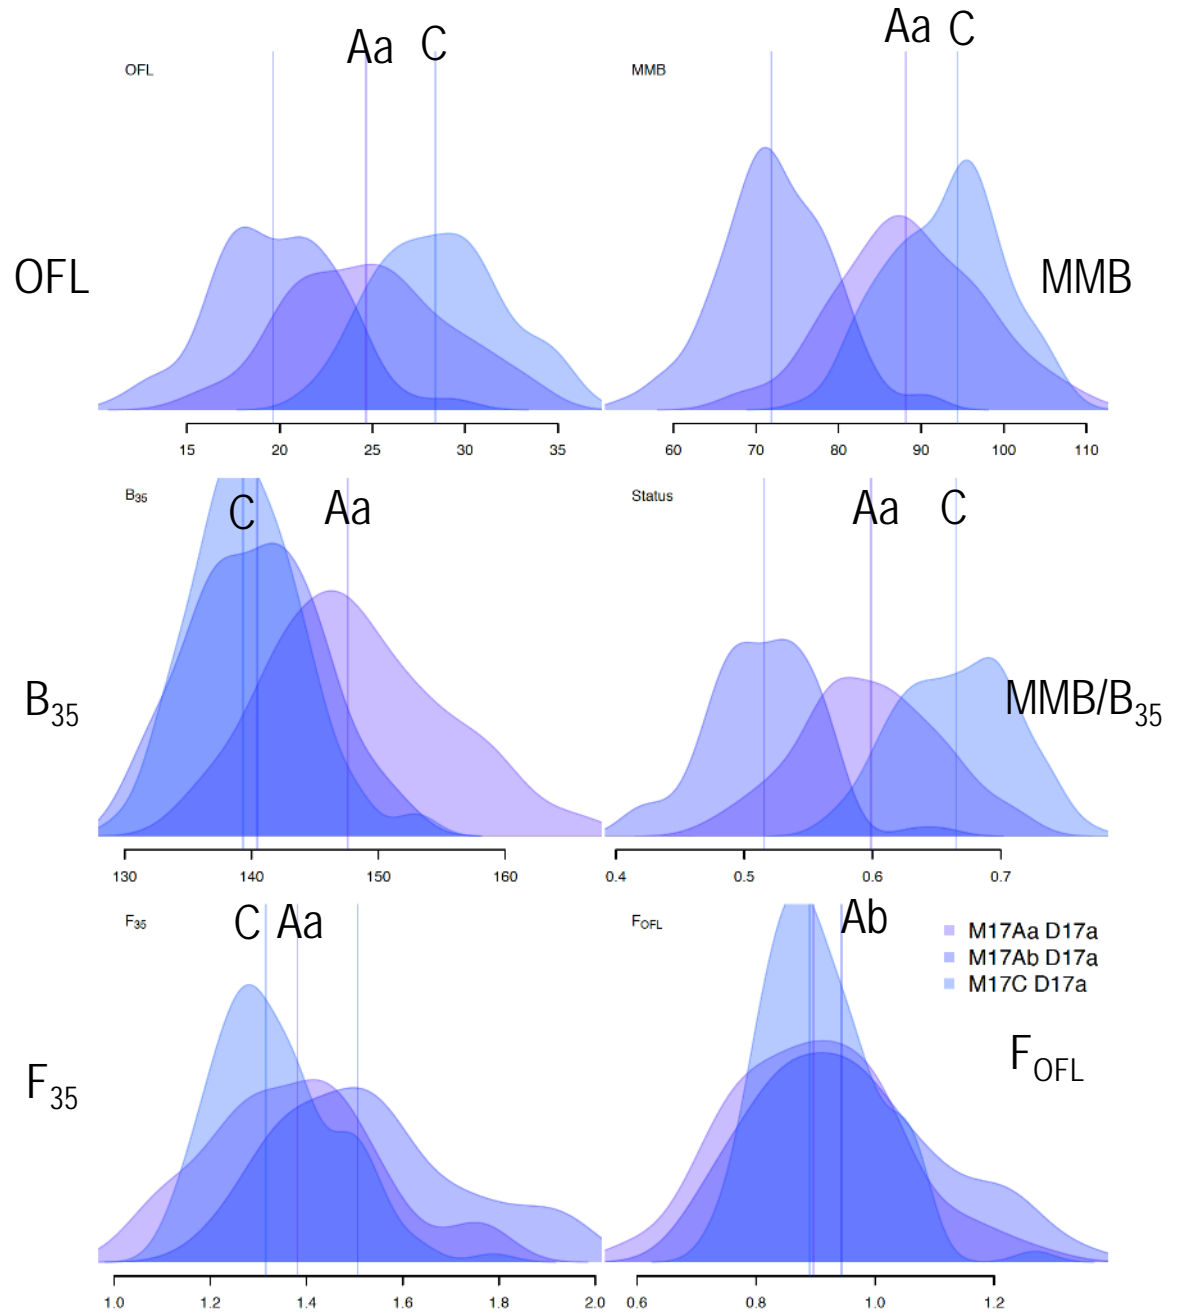 Aa C
OFL
OFL
15 20 25 30 35
Aa C
MMB
MMB
60 70 80 90 100 110
B35
C Aa
B35
130 140 150 160
Status
Aa C
MMB/B35
0.4 0.5 0.6 0.7
F35
C Aa
F35
1.0 1.2 1.4 1.6 1.8 2.0
FOFL
Ab
M17Aa D17a
M17Ab D17a
M17C D17a
FOFL
0.6 0.8 1.0 1.2